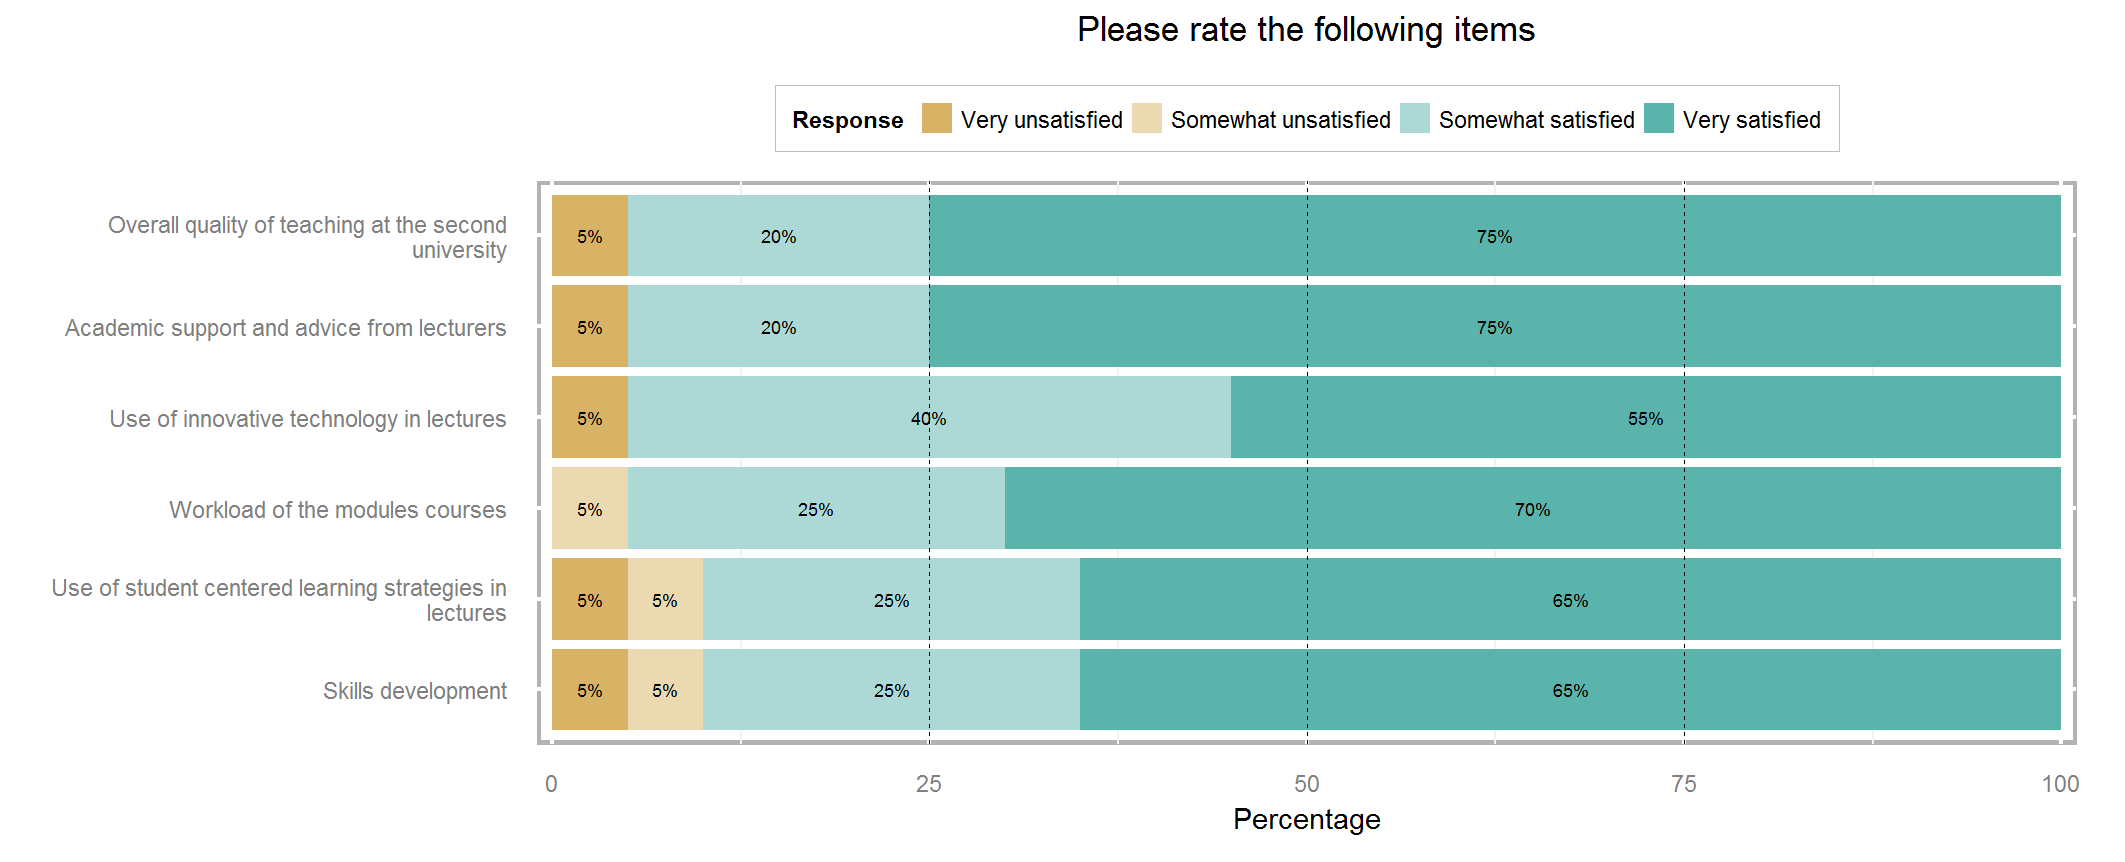 Please rate the following items
Response Very unsatisfied Somewhat unsatisfied Somewhat satisfied Very satisfied
Overall quality of teaching at the second
university
5% 20% 75%
Academic support and advice from lecturers
5% 20% 75%
Use of innovative technology in lectures
5% 40% 55%
Workload of the modules courses
5% 25% 70%
Use of student centered learning strategies in
lectures
5% 5% 25% 65%
Skills development
5% 5% 25% 65%
0 25 50 75 100
Percentage